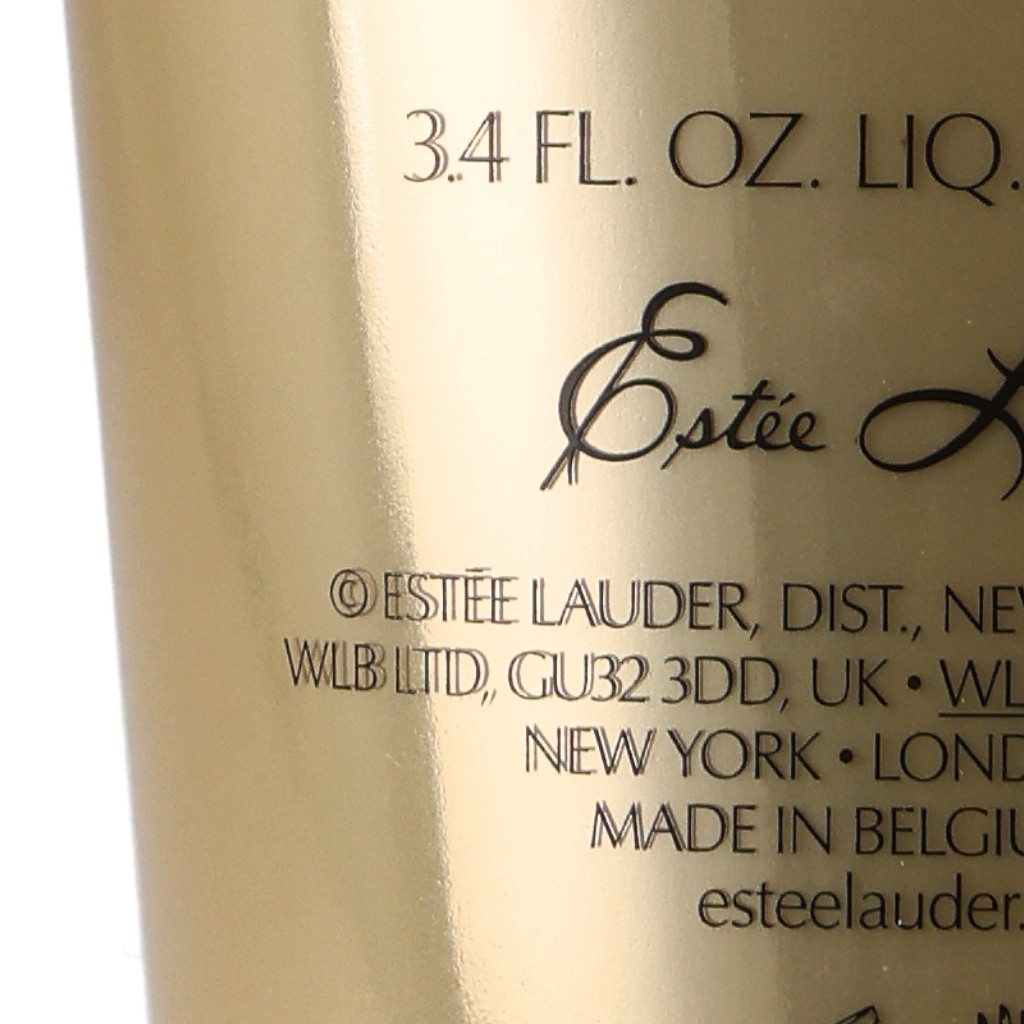 3.4 FL. OZ. LIQ.
Estée L
© ESTÉE LAUDER, DIST., NEW
WLB LTD, GU32 3DD, UK • WL
NEW YORK • LOND
MADE IN BELGIU
esteelauder.